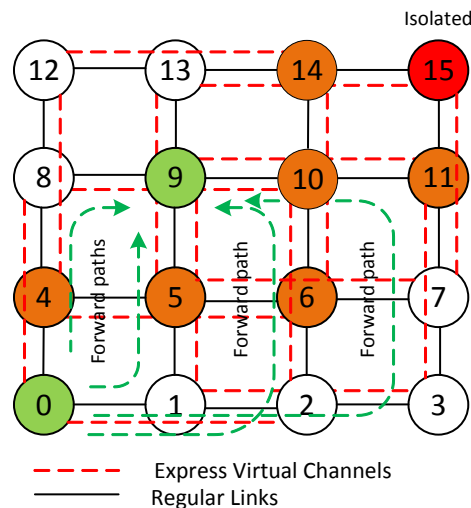 Isolated
12 13 14 15
8 9 10 11
Forward paths
Forward path
Forward path
4 5 6 7
0 1 2 3
Express Virtual Channels
Regular Links